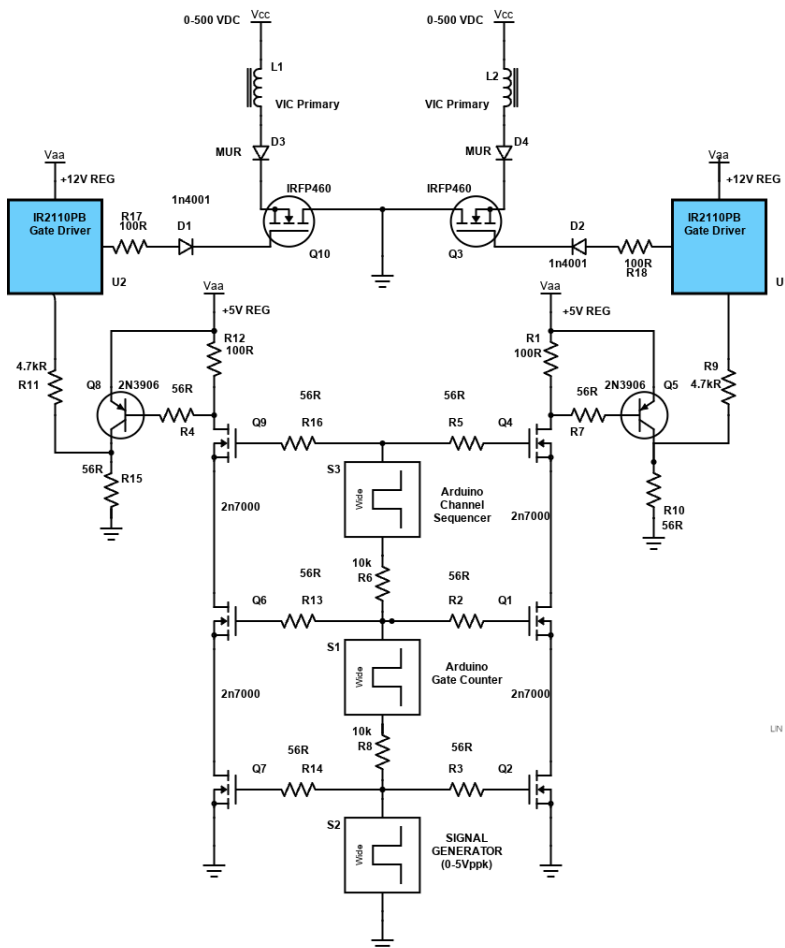 0-500 VDC
Vcc
0-500 VDC
Vcc
L1
L2
VIC Primary
VIC Primary
D3
D4
MUR
MUR
Vaa
Vaa
+12V REG
+12V REG
1n4001
IRFP460
IRFP460
IR2110PB
Gate Driver
R17
100R
D1
D2
IR2110PB
Gate Driver
Q10
Q3
1n4001
100R
R18
U2
U
Vaa
Vaa
+5V REG
+5V REG
R12
100R
R1
100R
4.7kR
R11
Q8
2N3906
56R
56R
56R
56R
2N3906
Q5
R9
4.7kR
R4
Q9
R16
R5
Q4
R7
56R
R15
S3
Wide
Arduino
Channel
Sequencer
R10
56R
2n7000
2n7000
56R
10k
R6
56R
Q6
R13
R2
Q1
S1
Wide
Arduino
Gate Counter
2n7000
2n7000
LIN
56R
10k
R8
56R
Q7
R14
R3
Q2
S2
Wide
SIGNAL
GENERATOR
(0-5Vppk)